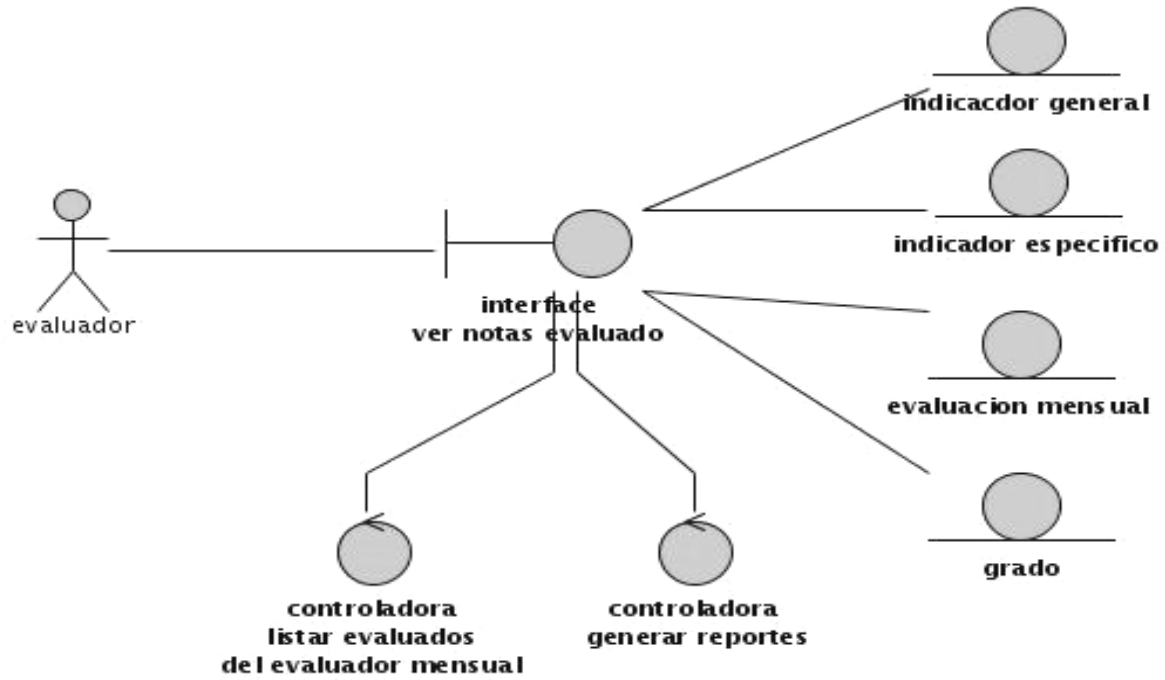 indicacdor general
indicador especifico
evaluador
interface
ver notas evaluado
evaluacion mensual
grado
controladora
listar evaluados
del evaluador mensual
controladora
generar reportes